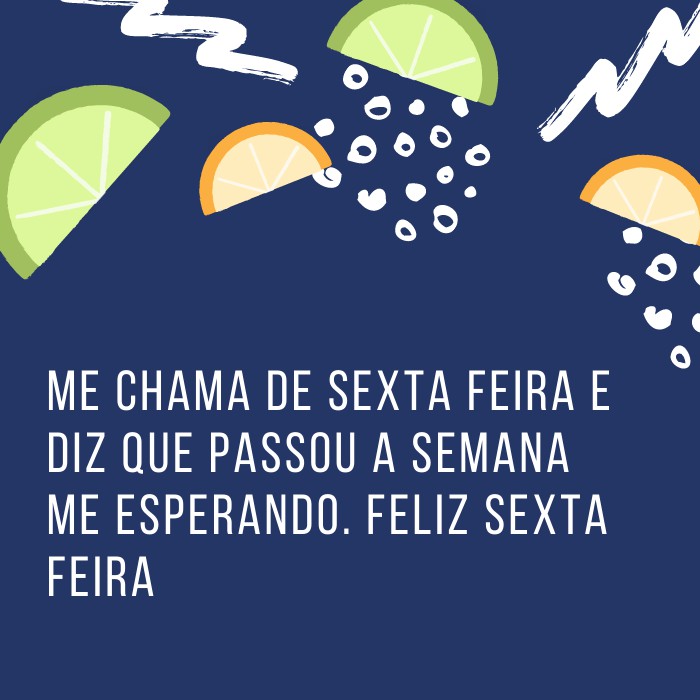 ME CHAMA DE SEXTA FEIRA E
DIZ QUE PASSOU A SEMANA
ME ESPERANDO. FELIZ SEXTA
FEIRA